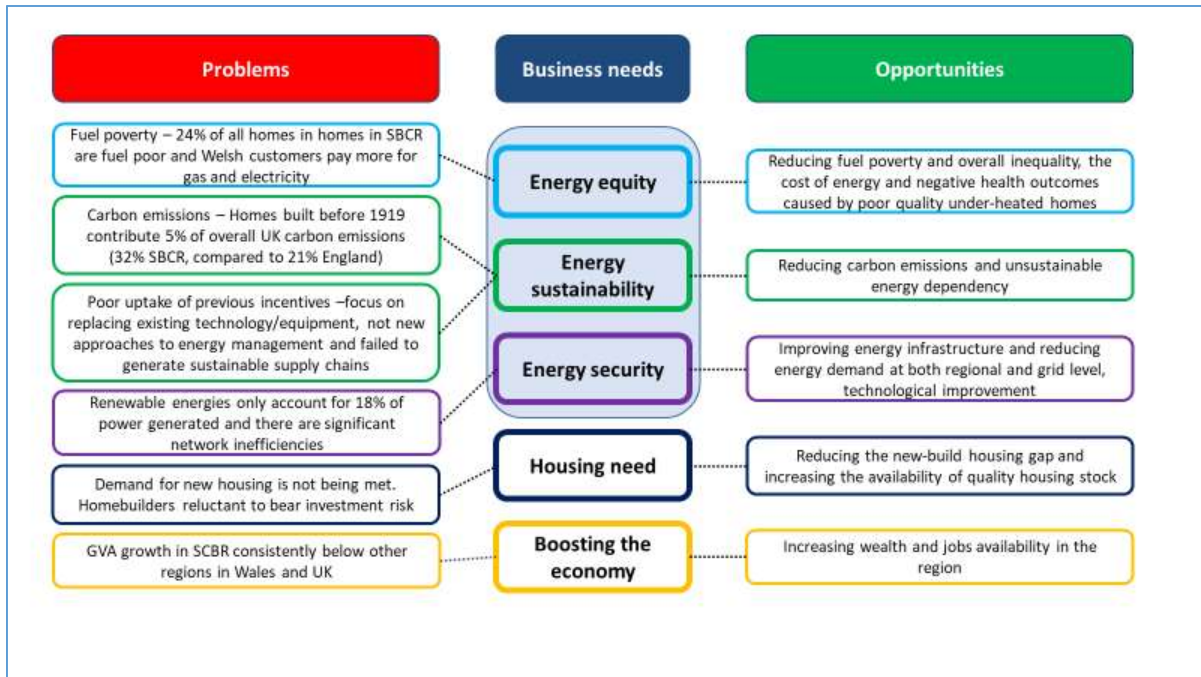 Problems
Business needs
Opportunities
Fuel poverty – 24% of all homes in homes in SBCR
are fuel poor and Welsh customers pay more for
gas and electricity
Energy equity
Reducing fuel poverty and overall inequality, the
cost of energy and negative health outcomes
caused by poor quality under-heated homes
Carbon emissions – Homes built before 1919
contribute 5% of overall UK carbon emissions
(32% SBCR, compared to 21% England)
Energy
sustainability
Reducing carbon emissions and unsustainable
energy dependency
Poor uptake of previous incentives –focus on
replacing existing technology/equipment, not new
approaches to energy management and failed to
generate sustainable supply chains
Energy security
Improving energy infrastructure and reducing
energy demand at both regional and grid level,
technological improvement
Renewable energies only account for 18% of
power generated and there are significant
network inefficiencies
Housing need
Reducing the new-build housing gap and
increasing the availability of quality housing stock
Demand for new housing is not being met.
Homebuilders reluctant to bear investment risk
GVA growth in SCBR consistently below other
regions in Wales and UK
Boosting the
economy
Increasing wealth and jobs availability in the
region